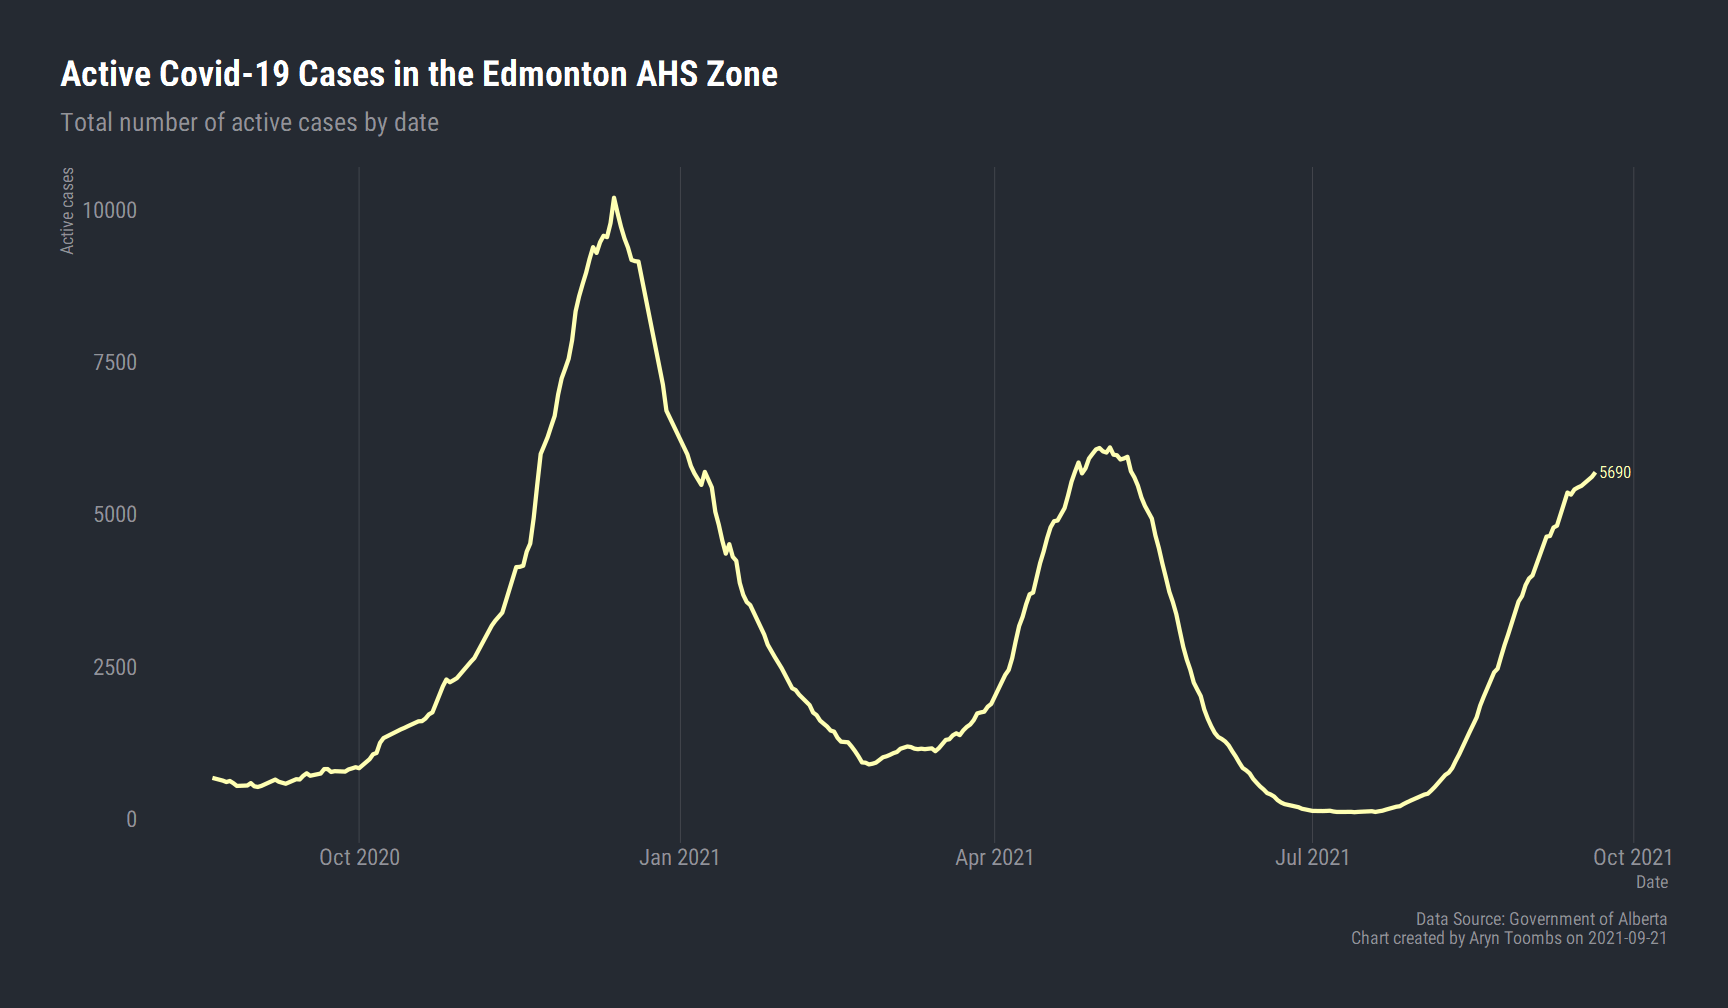 Active Covid-19 Cases in the Edmonton AHS Zone
Total number of active cases by date
Active cases
10000
7500
5000
2500
0
5690
Oct 2020
Jan 2021
Apr 2021
Jul 2021
Oct 2021
Date
Data Source: Government of Alberta
Chart created by Aryn Toombs on 2021-09-21